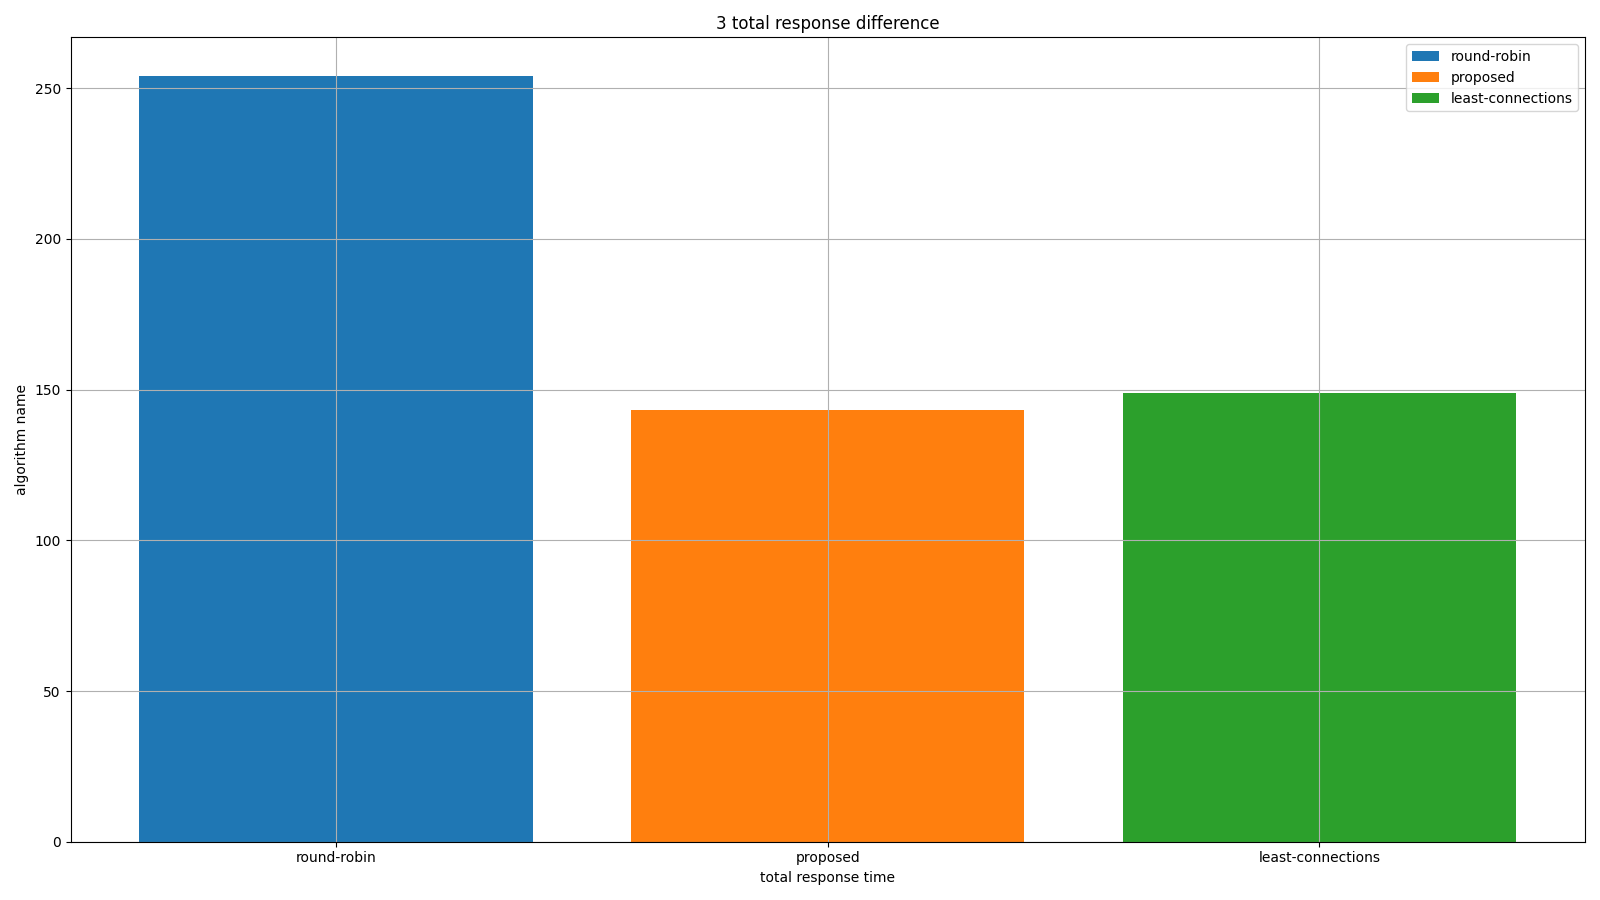 3 total response difference
round-robin
proposed
least-connections
250
200
150
100
50
0
algorithm name
round-robin
proposed
least-connections
total response time